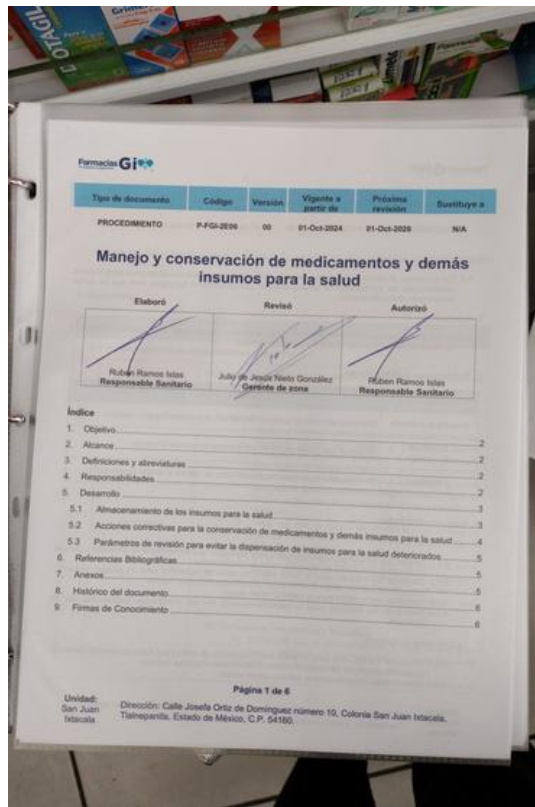 Farmacias Gi
Tipo de documento Código Versión Vigente a partir de Próxima revisión Sustituye a
PROCEDIMIENTO P-FGI-2E06 00 01-Oct-2024 01-Oct-2026 N/A
Manejo y conservación de medicamentos y demás
insumos para la salud
Elaboró Revisó Autorizó
Ruben Ramos Islas Julio de Jesús Nieto González Ruben Ramos Islas
Responsable Sanitario Gerente de zona Responsable Sanitario
Índice
1. Objetivo 2
2. Alcance 2
3. Definiciones y abreviaturas 2
4. Responsabilidades 2
5. Desarrollo 3
5.1 Almacenamiento de los insumos para la salud 3
5.2 Acciones correctivas para la conservación de medicamentos y demás insumos para la salud 4
5.3 Parámetros de revisión para evitar la dispensación de insumos para la salud deteriorados 5
6. Referencias Bibliográficas 5
7. Anexos 5
8. Histórico del documento 6
9. Firmas de Conocimiento 6
Página 1 de 6
Unidad:
San Juan
Ixtacala
Dirección: Calle Josefa Ortiz de Domínguez número 10, Colonia San Juan Ixtacala,
Tlalnepantla, Estado de México, C.P. 54160.